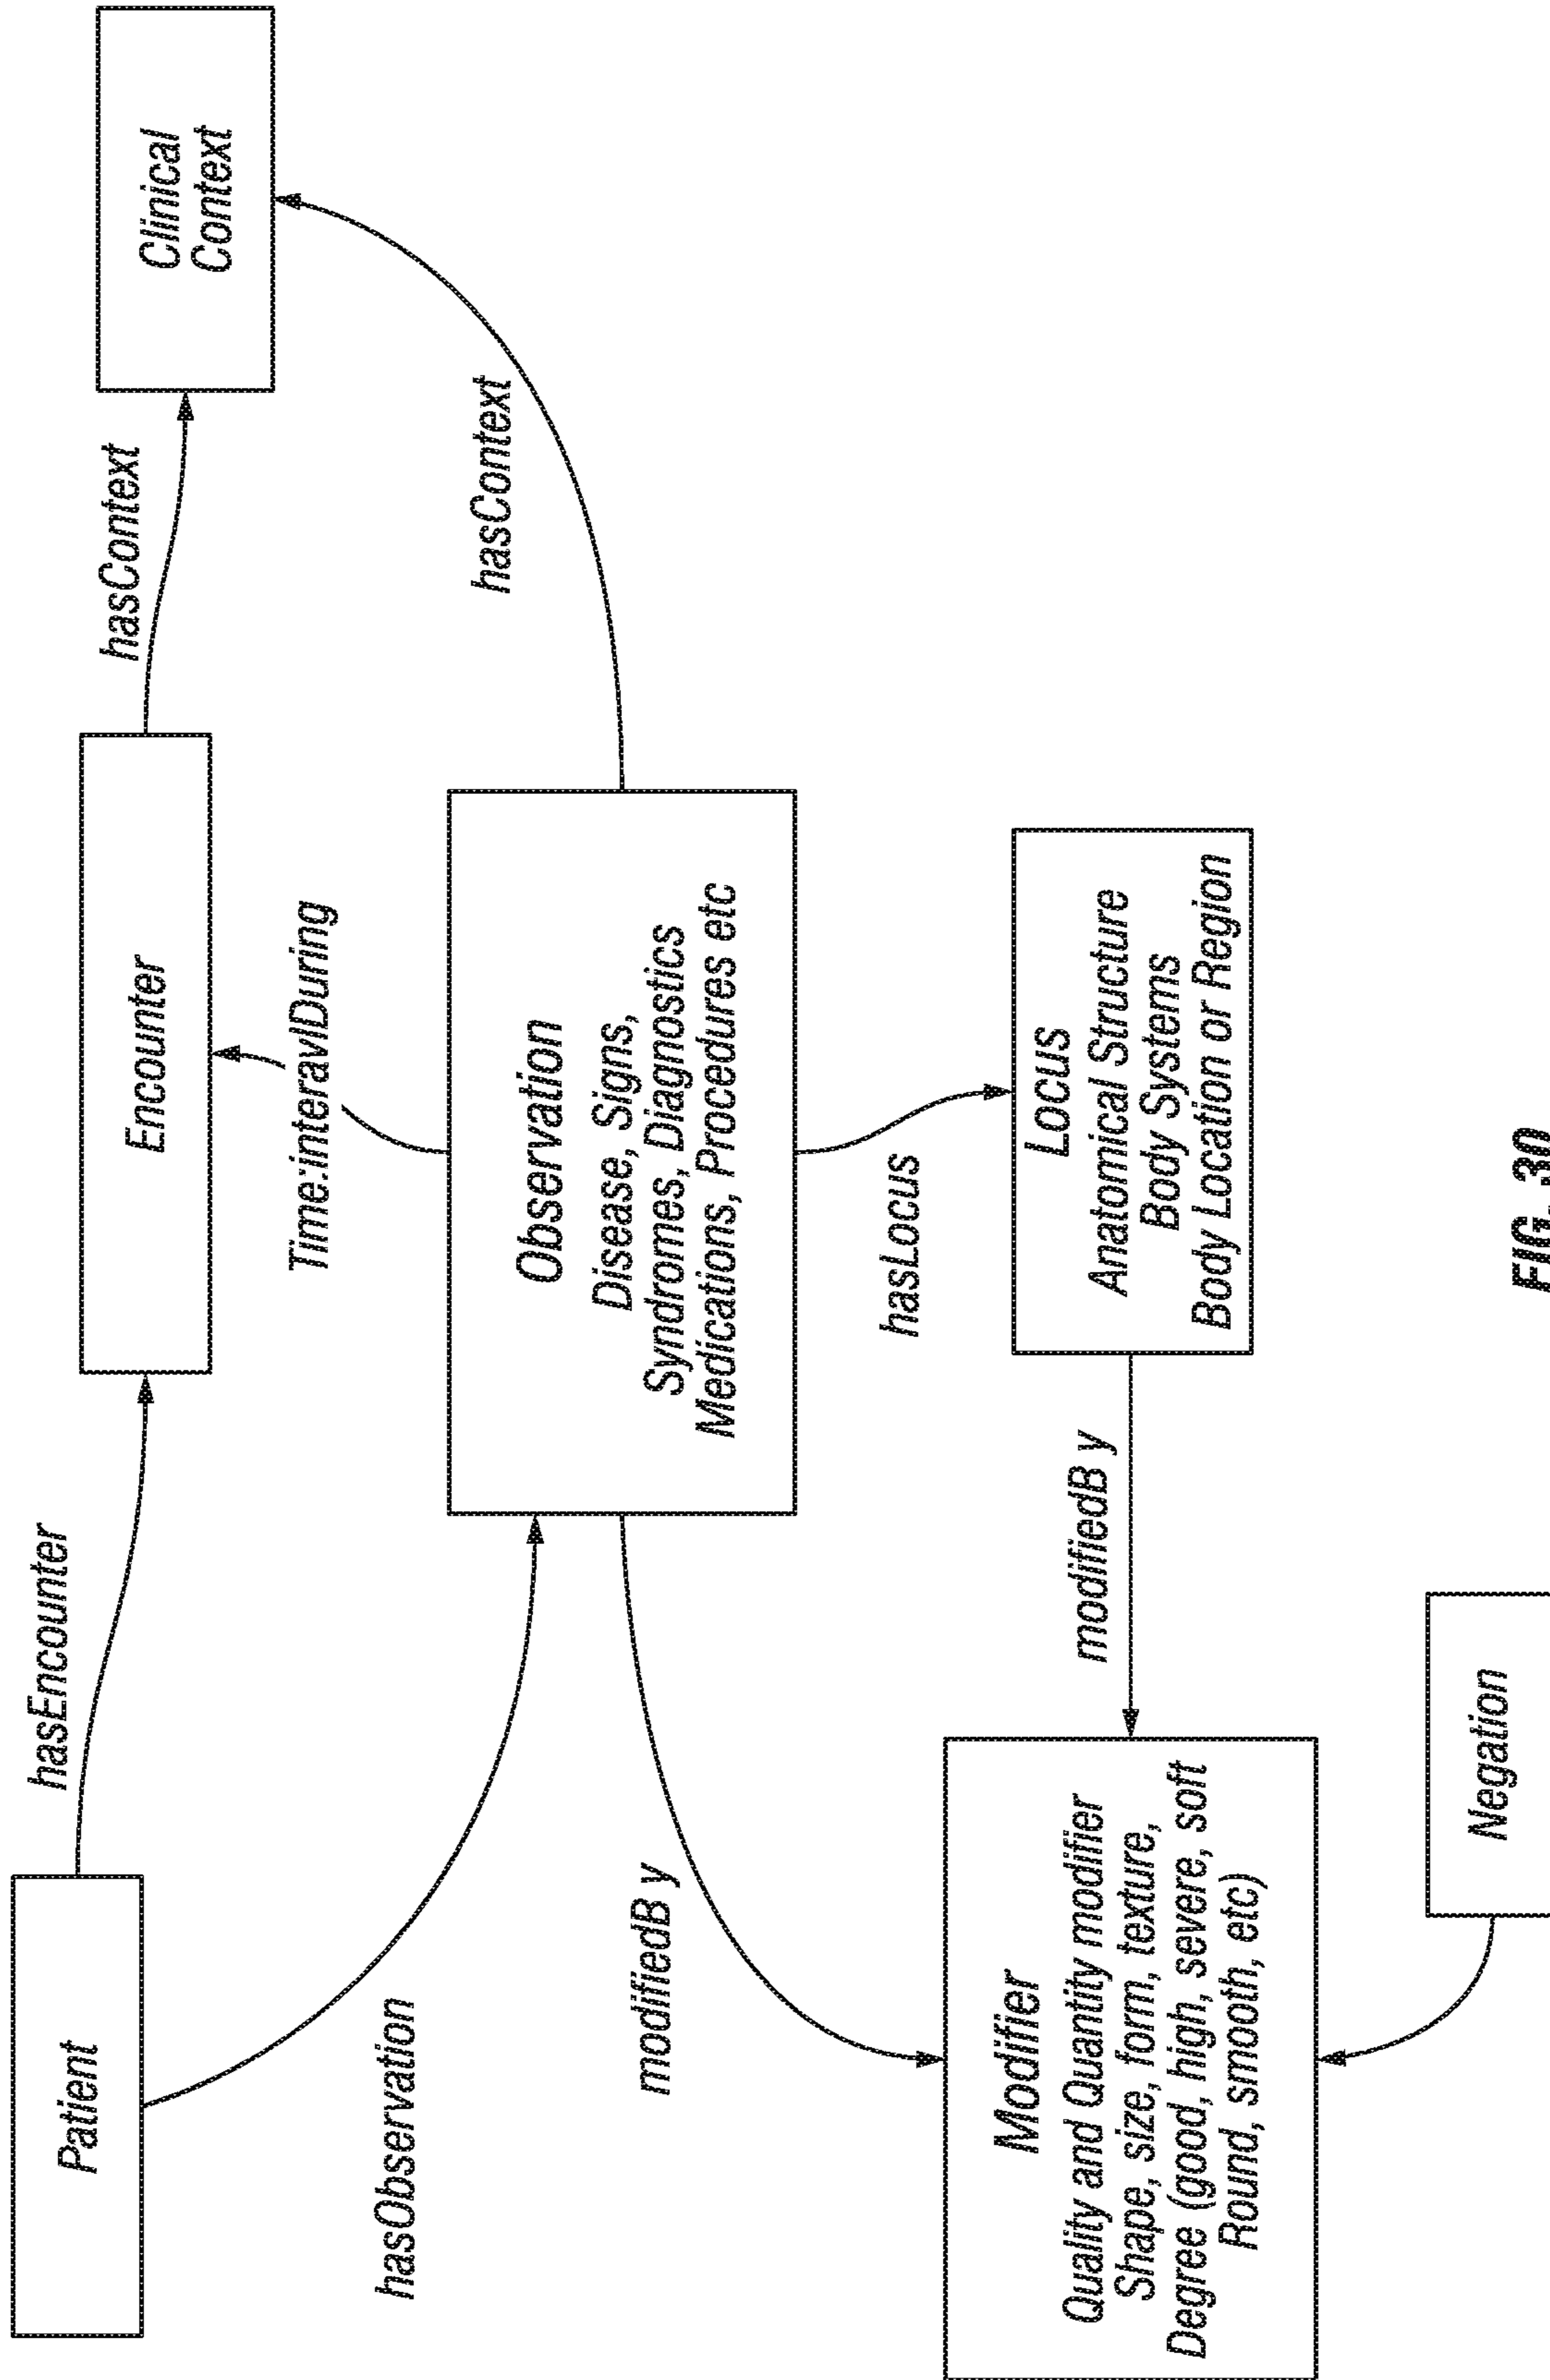 Patient
hasEncounter
Encounter
hasContext
Clinical
Context
hasObservation
Time:interavlDuring
hasContext
Observation
Disease, Signs,
Syndromes, Diagnostics
Medications, Procedures etc
modifiedB y
hasLocus
Locus
Anatomical Structure
Body Systems
Body Location or Region
modifiedB y
Modifier
Quality and Quantity modifier
Shape, size, form, texture,
Degree (good, high, severe, soft
Round, smooth, etc)
Negation
FIG. 30